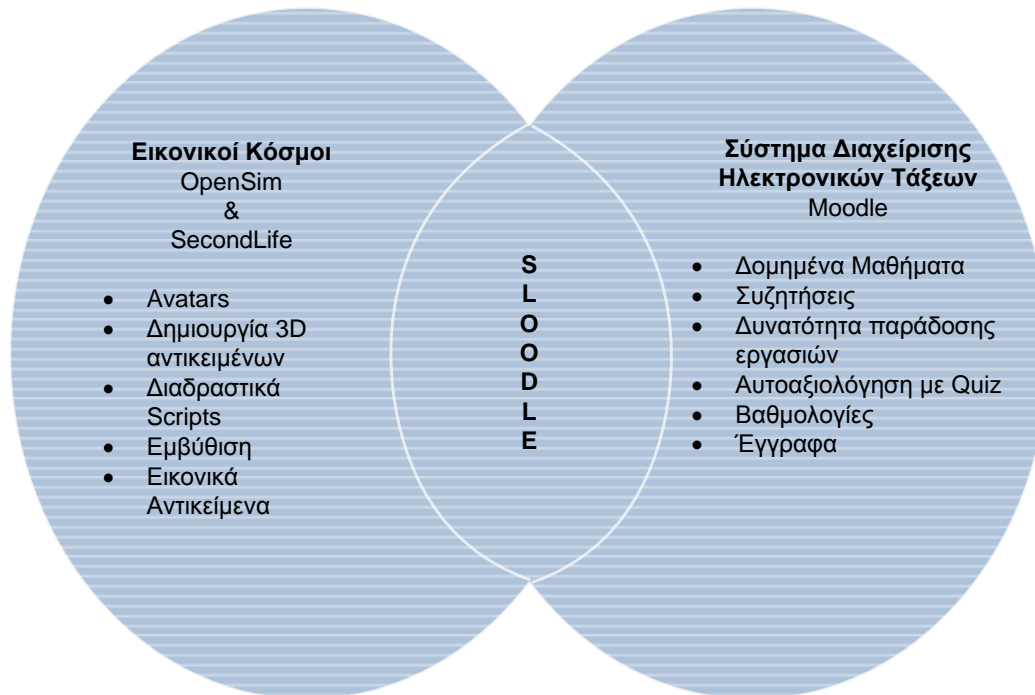 Εικονικοί Κόσμοι
OpenSim
&
SecondLife
• Avatars
• Δημιουργία 3D
αντικειμένων
• Διαδραστικά
Scripts
• Εμβύθιση
• Εικονικά
Αντικείμενα
S
L
O
O
D
L
E
Σύστημα Διαχείρισης
Ηλεκτρονικών Τάξεων
Moodle
• Δομημένα Μαθήματα
• Συζητήσεις
• Δυνατότητα παράδοσης
εργασιών
• Αυτοαξιολόγηση με Quiz
• Βαθμολογίες
• Έγγραφα